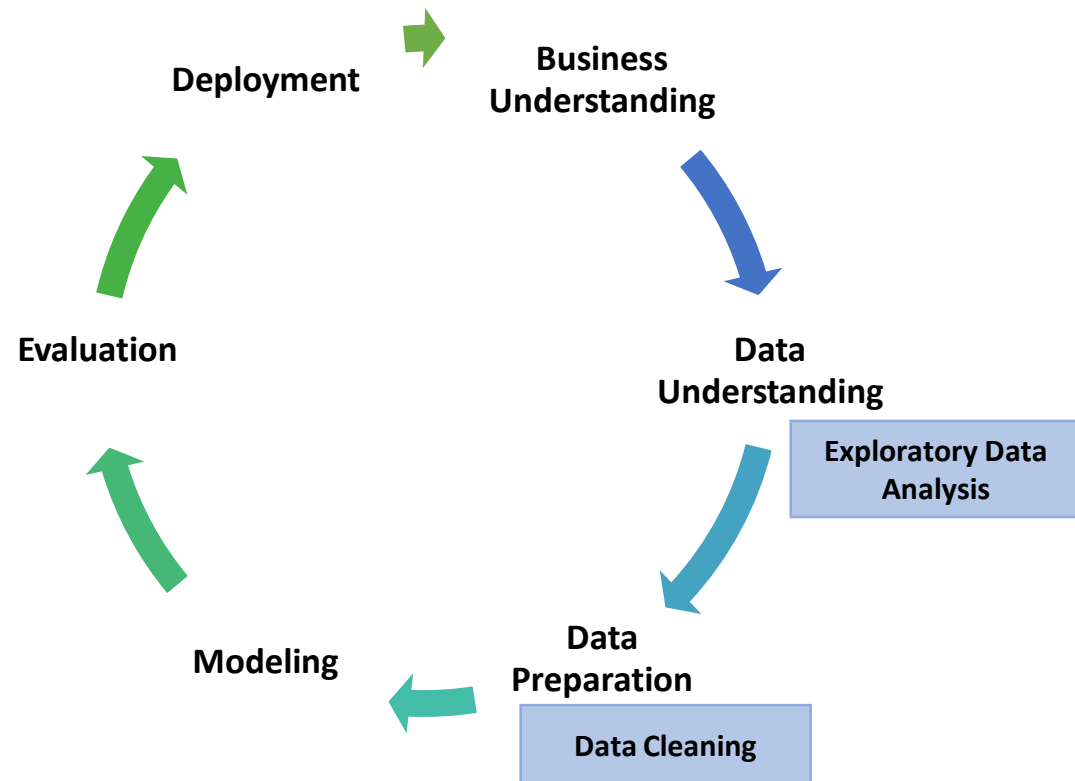 Deployment
Business
Understanding
Data
Understanding
Exploratory Data
Analysis
Data
Preparation
Data Cleaning
Modeling
Evaluation